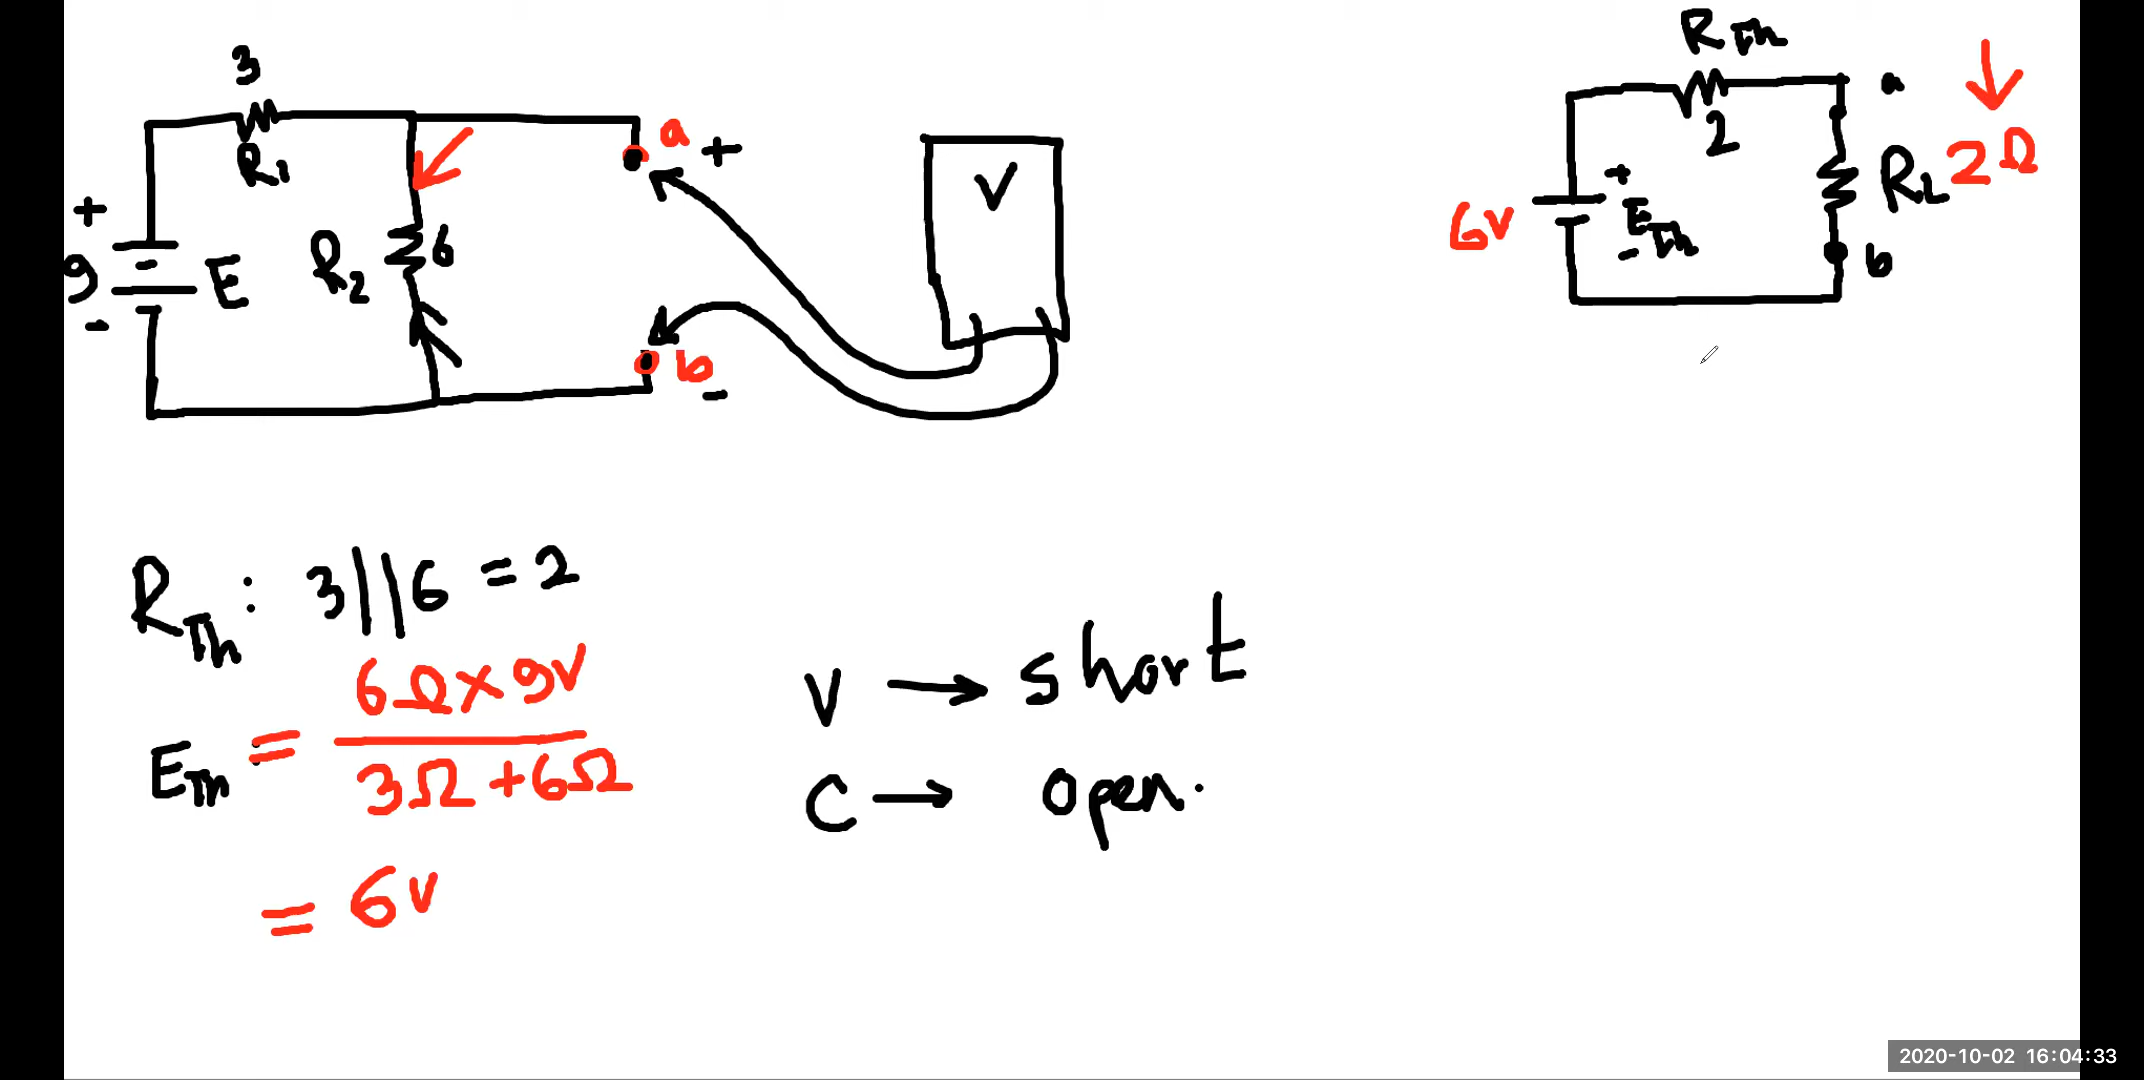 3
R1
+
9
-
E
R2
6
a
+
b
-
V
RTh
2
a
2Ω
RL
+
6V
ETh
-
b
RTh : 3||6 = 2
ETh = 6Ω×9V
3Ω+6Ω
= 6V
V → short
C → open.
2020-10-02 16:04:33